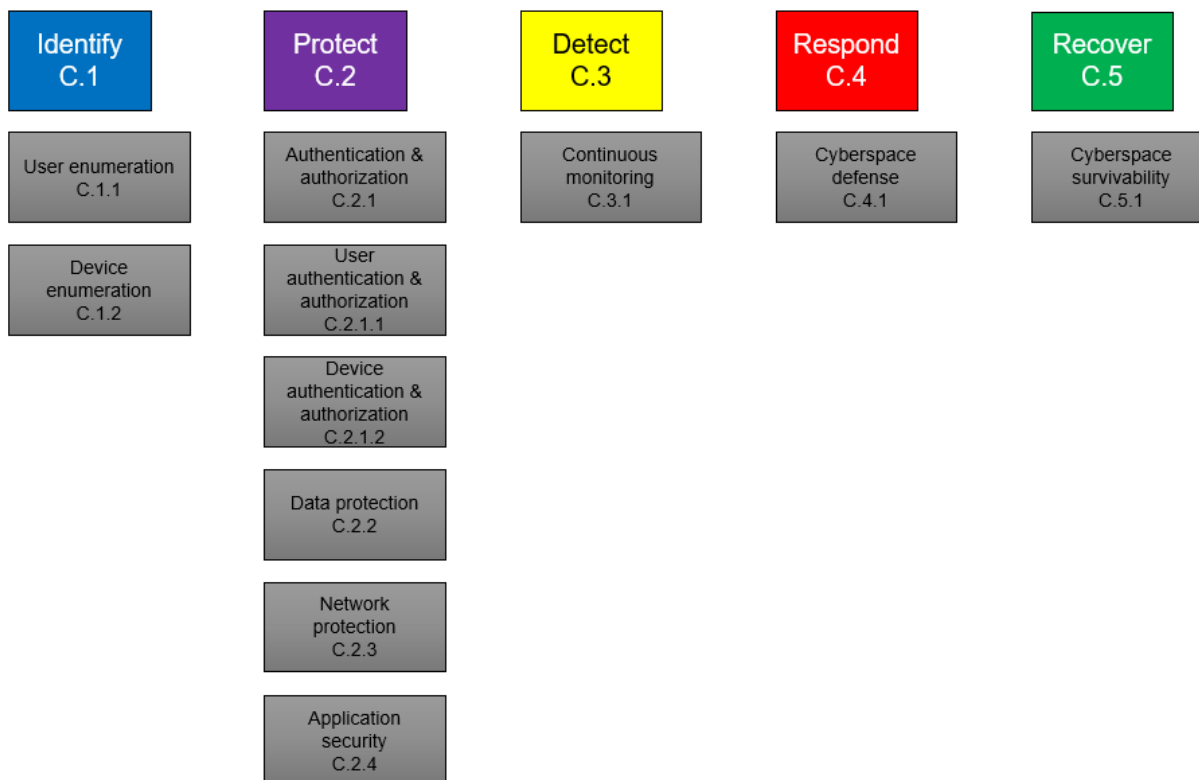 Identify
C.1
Protect
C.2
Detect
C.3
Respond
C.4
Recover
C.5
User enumeration
C.1.1
Authentication &
authorization
C.2.1
Continuous
monitoring
C.3.1
Cyberspace
defense
C.4.1
Cyberspace
survivability
C.5.1
Device
enumeration
C.1.2
User
authentication &
authorization
C.2.1.1
Device
authentication &
authorization
C.2.1.2
Data protection
C.2.2
Network
protection
C.2.3
Application
security
C.2.4